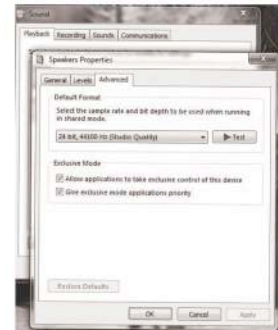 Sound
Playback Recording Sounds Communications
Speakers Properties
General Levels Advanced
Default Format
Select the sample rate and bit depth to be used when running
in shared mode.
24 bit, 44100 Hz (Studio Quality)
Test
Exclusive Mode
Allow applications to take exclusive control of this device
Give exclusive mode applications priority
Restore Defaults
OK Cancel Apply